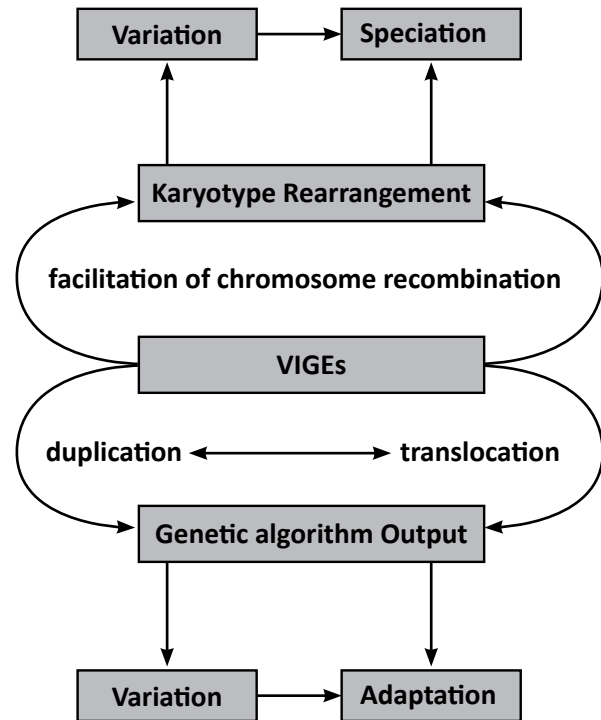 Variation
Speciation
Karyotype Rearrangement
facilitation of chromosome recombination
VIGEs
duplication
translocation
Genetic algorithm Output
Variation
Adaptation